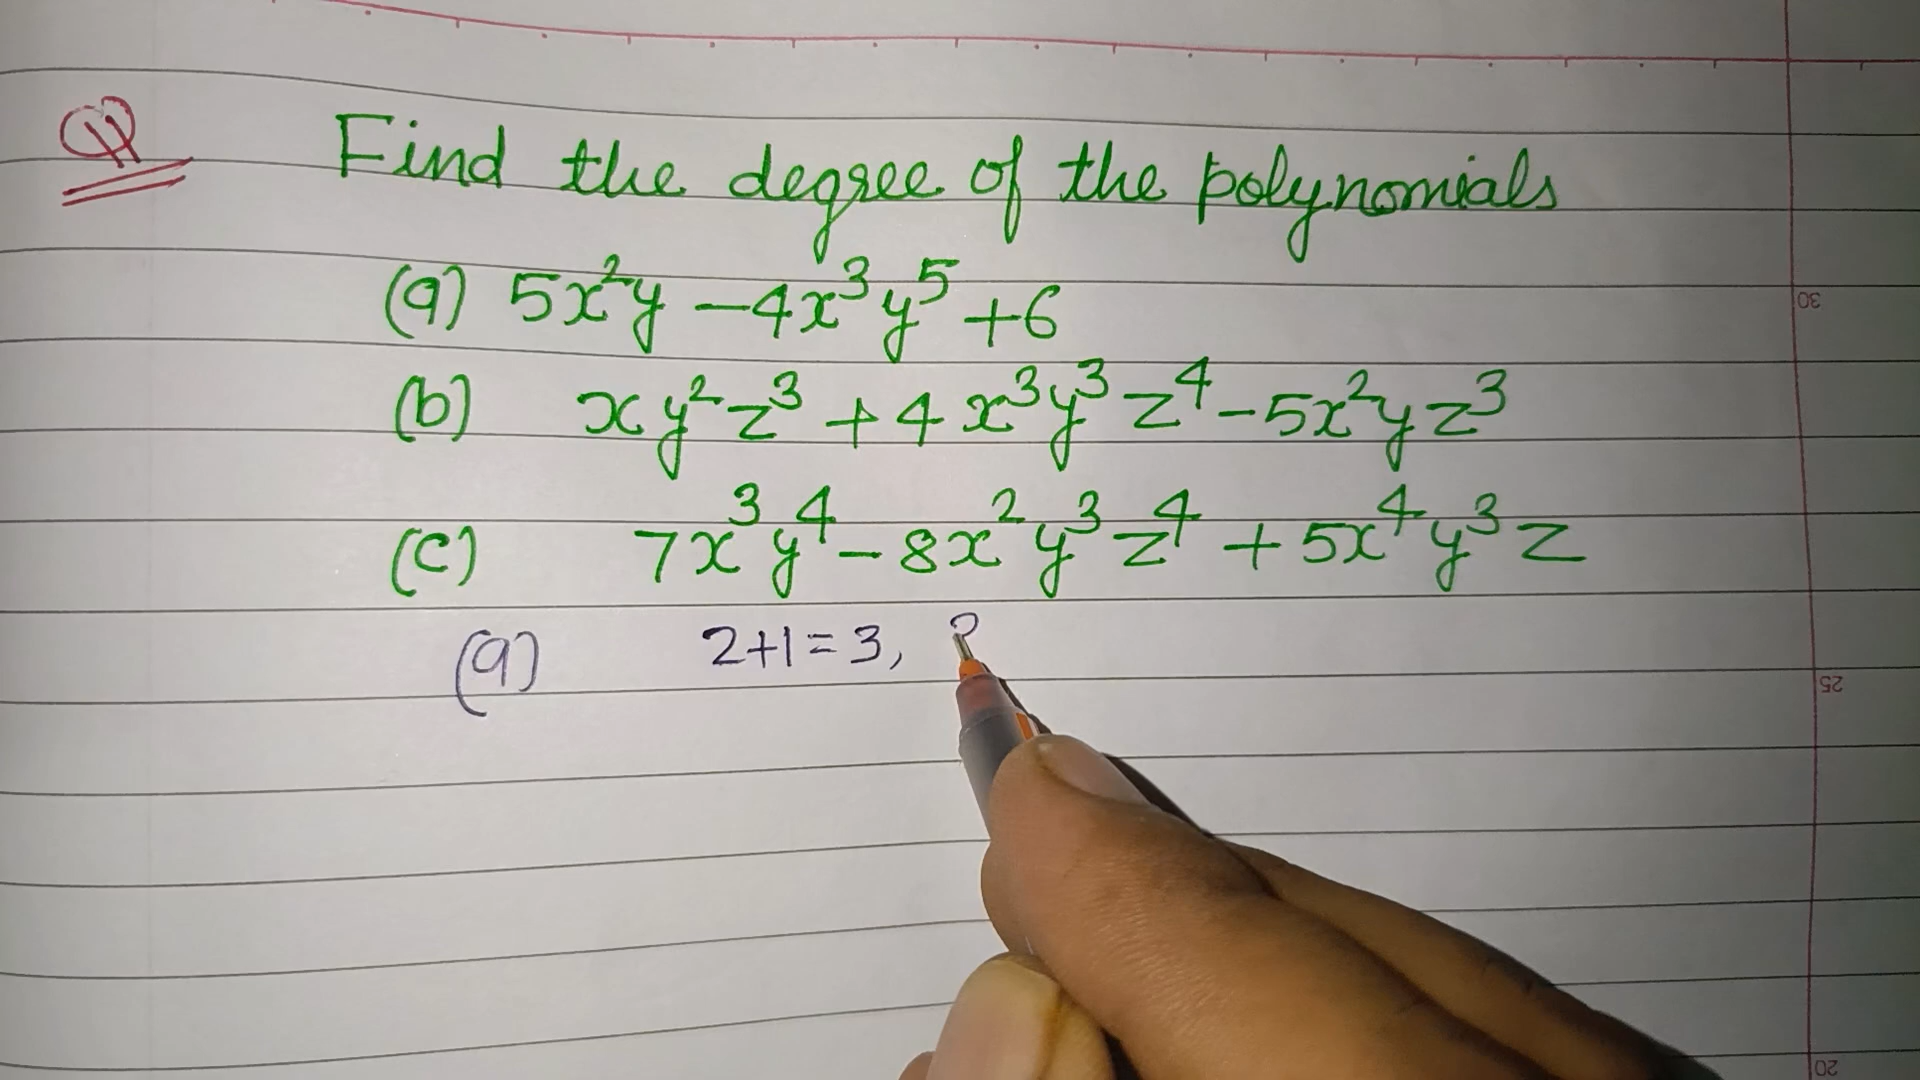 Q
Find the degree of the polynomials
(a) 5x²y - 4x³y⁵ + 6
(b) xy²z³ + 4x³y³z⁴ - 5x²yz³
(c) 7x³y⁴ - 8x²y³z⁴ + 5x⁴y³z
(a) 2+1=3,
30
25
20